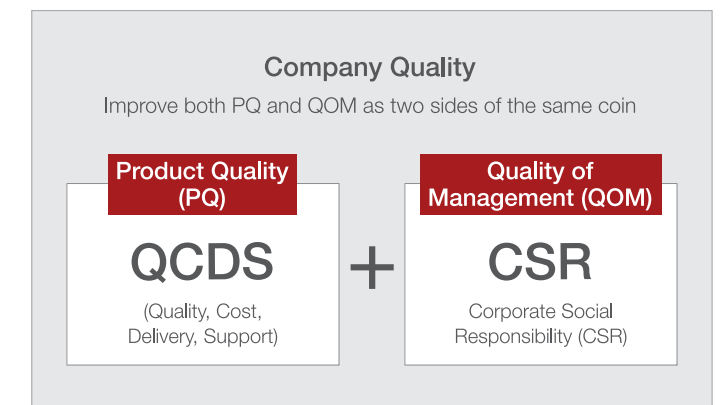 Company Quality
Improve both PQ and QOM as two sides of the same coin
Product Quality
(PQ)
QCDS
(Quality, Cost,
Delivery, Support)
+
Quality of
Management (QOM)
CSR
Corporate Social
Responsibility (CSR)